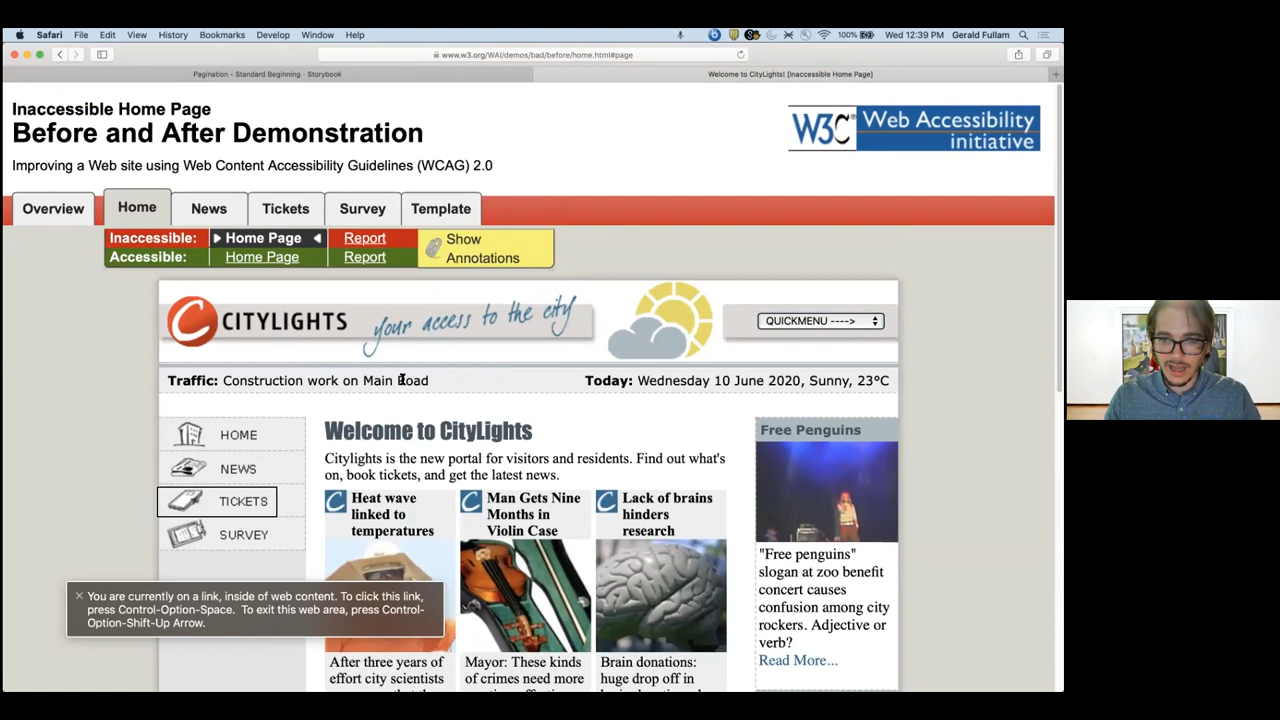 Safari File Edit View History Bookmarks Develop Window Help 100% Wed 12:39 PM Gerald Fullam
www.w3.org/WAI/demos/bad/before/home.html#page
Pagination - Standard Beginning · Storybook Welcome to CityLights! [Inaccessible Home Page]
Inaccessible Home Page
Before and After Demonstration
Improving a Web site using Web Content Accessibility Guidelines (WCAG) 2.0
W3C® Web Accessibility
initiative
Overview Home News Tickets Survey Template
Inaccessible: Home Page Report
Accessible: Home Page Report
Show
Annotations
CITYLIGHTS your access to the city
QUICKMENU ---->
Traffic: Construction work on Main Road Today: Wednesday 10 June 2020, Sunny, 23°C
HOME
NEWS
TICKETS
SURVEY
Welcome to CityLights
Citylights is the new portal for visitors and residents. Find out what's
on, book tickets, and get the latest news.
Heat wave
linked to
temperatures
After three years of
effort city scientists
Man Gets Nine
Months in
Violin Case
Mayor: These kinds
of crimes need more
Lack of brains
hinders
research
Brain donations:
huge drop off in
Free Penguins
"Free penguins"
slogan at zoo benefit
concert causes
confusion among city
rockers. Adjective or
verb?
Read More...
You are currently on a link, inside of web content. To click this link,
press Control-Option-Space. To exit this web area, press Control-
Option-Shift-Up Arrow.